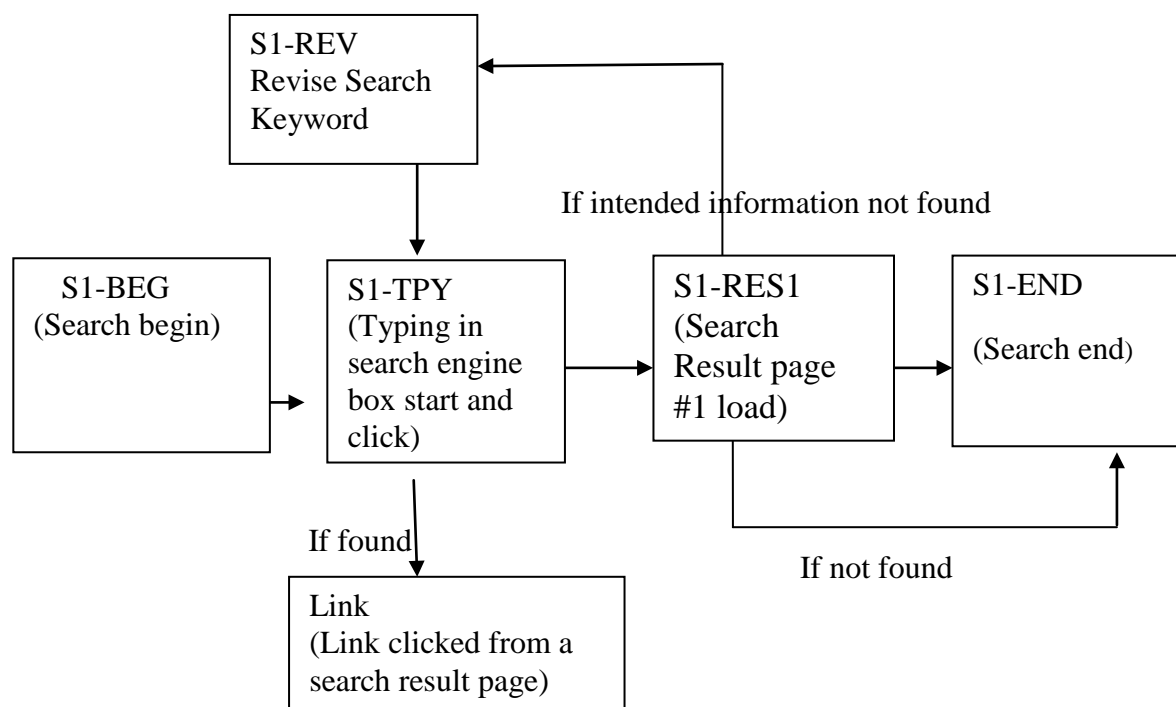 S1-REV
Revise Search
Keyword
If intended information not found
S1-BEG
(Search begin)
S1-TPY
(Typing in
search engine
box start and
click)
S1-RES1
(Search
Result page
#1 load)
S1-END
(Search end)
If found
If not found
Link
(Link clicked from a
search result page)